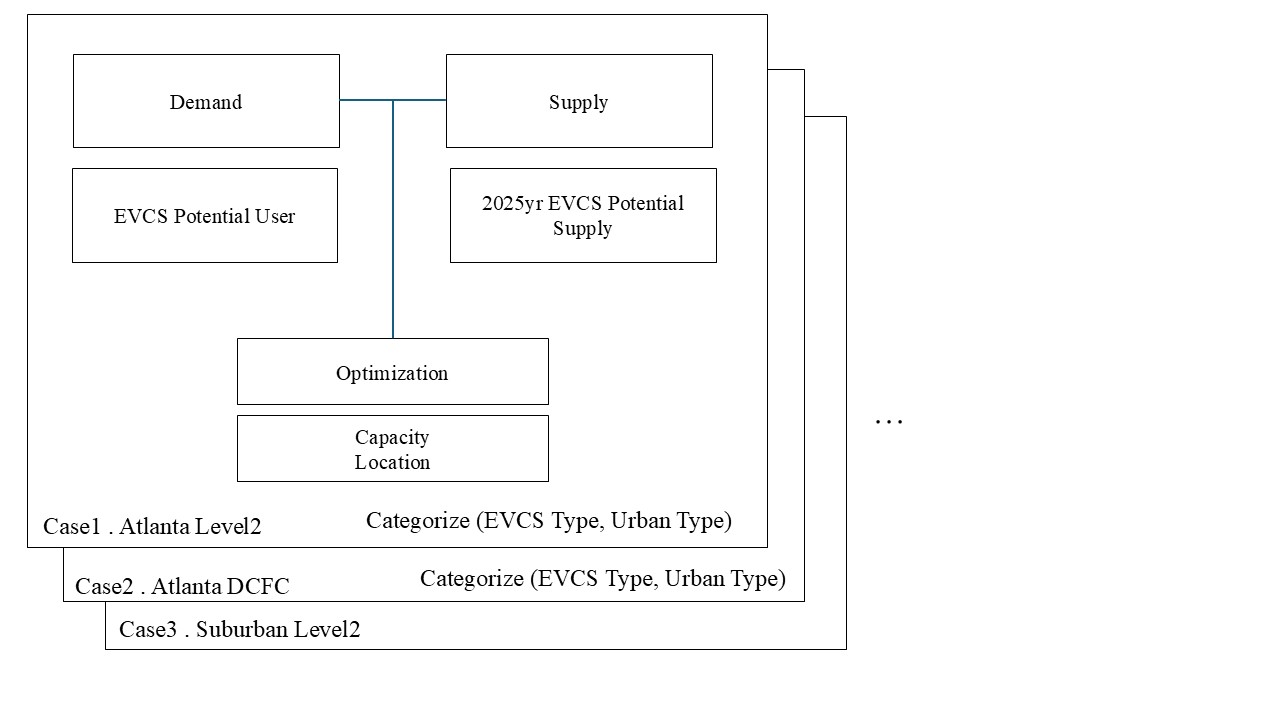 Demand
Supply
EVCS Potential User
2025yr EVCS Potential
Supply
Optimization
Capacity
Location
...
Case1 . Atlanta Level2
Categorize (EVCS Type, Urban Type)
Case2 . Atlanta DCFC
Categorize (EVCS Type, Urban Type)
Case3 . Suburban Level2